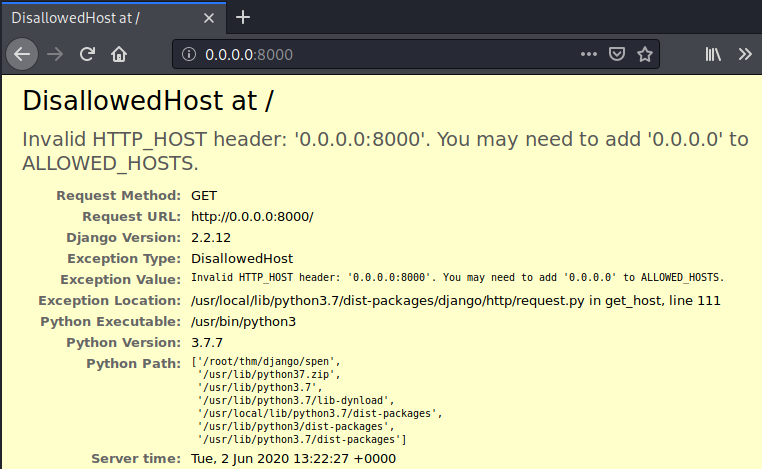 DisallowedHost at /
0.0.0.0:8000
DisallowedHost at /
Invalid HTTP_HOST header: '0.0.0.0:8000'. You may need to add '0.0.0.0' to
ALLOWED_HOSTS.
Request Method: GET
Request URL: http://0.0.0.0:8000/
Django Version: 2.2.12
Exception Type: DisallowedHost
Exception Value: Invalid HTTP_HOST header: '0.0.0.0:8000'. You may need to add '0.0.0.0' to ALLOWED_HOSTS.
Exception Location: /usr/local/lib/python3.7/dist-packages/django/http/request.py in get_host, line 111
Python Executable: /usr/bin/python3
Python Version: 3.7.7
Python Path: ['/root/thm/django/spen',
'/usr/lib/python37.zip',
'/usr/lib/python3.7',
'/usr/lib/python3.7/lib-dynload',
'/usr/local/lib/python3.7/dist-packages',
'/usr/lib/python3/dist-packages',
'/usr/lib/python3.7/dist-packages']
Server time: Tue, 2 Jun 2020 13:22:27 +0000